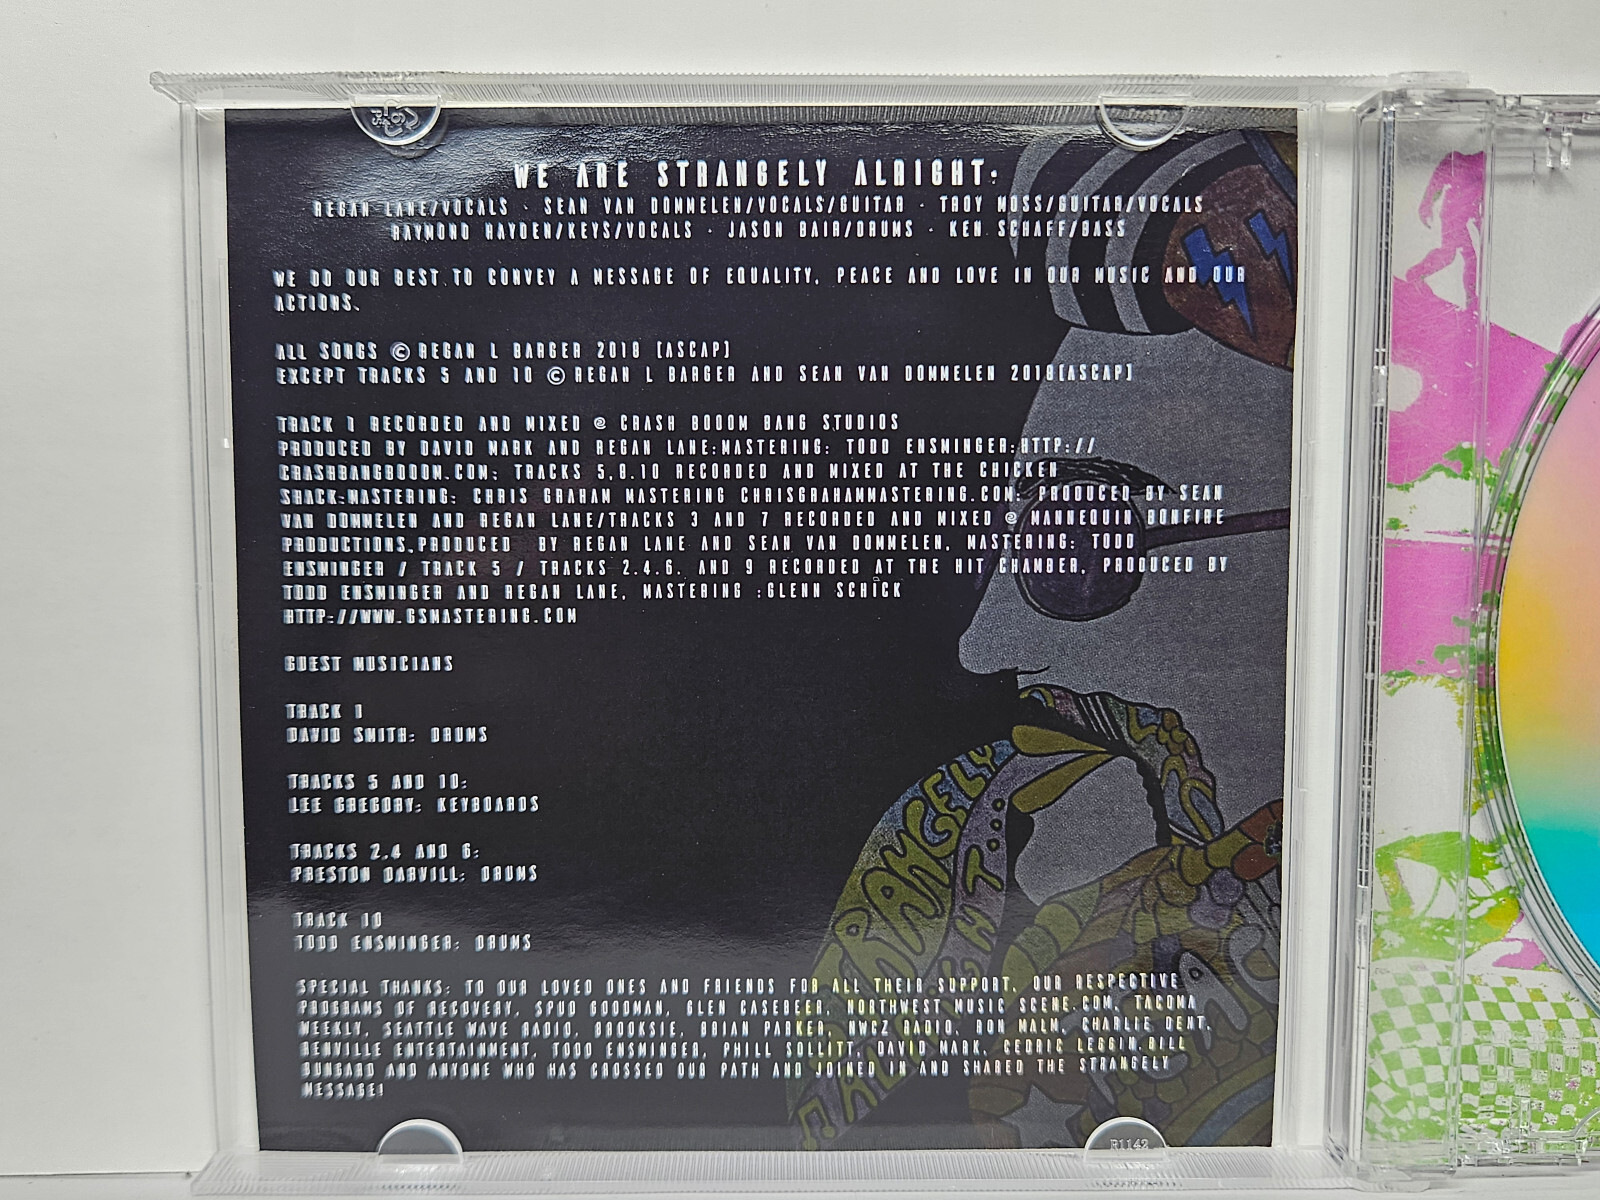 WE ARE STRANGELY ALRIGHT:
REGAN LANE/VOCALS · SEAN VAN DOMMELEN/VOCALS/GUITAR · TROY MOSS/GUITAR/VOCALS
RAYMOND HAYDEN/KEYS/VOCALS · JASON BAIR/DRUMS · KEN SCHAFF/BASS
WE DO OUR BEST TO CONVEY A MESSAGE OF EQUALITY, PEACE AND LOVE IN OUR MUSIC AND OUR
ACTIONS.
ALL SONGS © REGAN L BARGER 2018 [ASCAP]
EXCEPT TRACKS 5 AND 10 © REGAN L BARGER AND SEAN VAN DOMMELEN 2018[ASCAP]
TRACK 1 RECORDED AND MIXED @ CRASH BOOOM BANG STUDIOS
PRODUCED BY DAVID MARK AND REGAN LANE:MASTERING: TODD ENSMINGER:HTTP://
CRASHBANGBOOOM.COM: TRACKS 5,8,10 RECORDED AND MIXED AT THE CHICKEN
SHACK:MASTERING: CHRIS GRAHAM MASTERING CHRISGRAHAMMASTERING.COM: PRODUCED BY SEAN
VAN DOMMELEN AND REGAN LANE/TRACKS 3 AND 7 RECORDED AND MIXED @ MANNEQUIN BONFIRE
PRODUCTIONS,PRODUCED BY REGAN LANE AND SEAN VAN DOMMELEN, MASTERING: TODD
ENSMINGER / TRACK 5 / TRACKS 2.4.6. AND 9 RECORDED AT THE HIT CHAMBER, PRODUCED BY
TODD ENSMINGER AND REGAN LANE, MASTERING :GLENN SCHICK
HTTP://WWW.GSMASTERING.COM
GUEST MUSICIANS
TRACK 1
DAVID SMITH: DRUMS
TRACKS 5 AND 10:
LEE GREGORY: KEYBOARDS
TRACKS 2,4 AND 6:
PRESTON DARVILL: DRUMS
TRACK 10
TODD ENSMINGER: DRUMS
SPECIAL THANKS: TO OUR LOVED ONES AND FRIENDS FOR ALL THEIR SUPPORT, OUR RESPECTIVE
PROGRAMS OF RECOVERY, SPUD GOODMAN, GLEN CASEBEER, NORTHWEST MUSIC SCENE.COM, TACOMA
WEEKLY, SEATTLE WAVE RADIO, BROOKSIE, BRIAN PARKER, NWCZ RADIO, RON MALM, CHARLIE DENT,
RENVILLE ENTERTAINMENT, TODD ENSMINGER, PHILL SOLLITT, DAVID MARK, CEDRIC LEGGIN,BILL
BUNGARD AND ANYONE WHO HAS CROSSED OUR PATH AND JOINED IN AND SHARED THE STRANGELY
MESSAGE!
STRANGELY
ALRIGHT
R1142